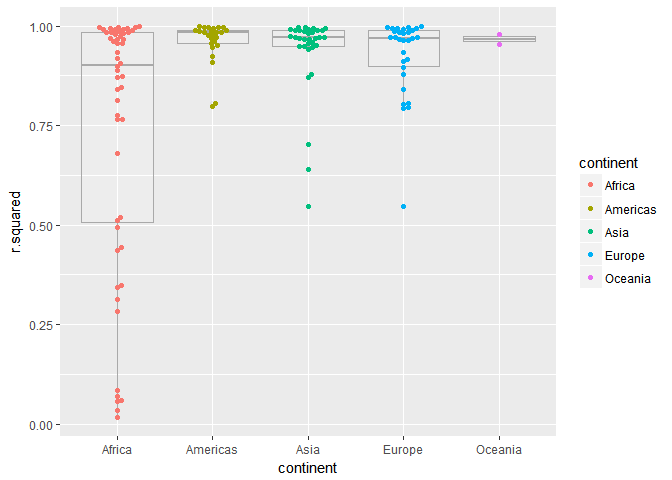 1.00
0.75
0.50
0.25
0.00
r.squared
Africa Americas Asia Europe Oceania
continent
continent
Africa
Americas
Asia
Europe
Oceania